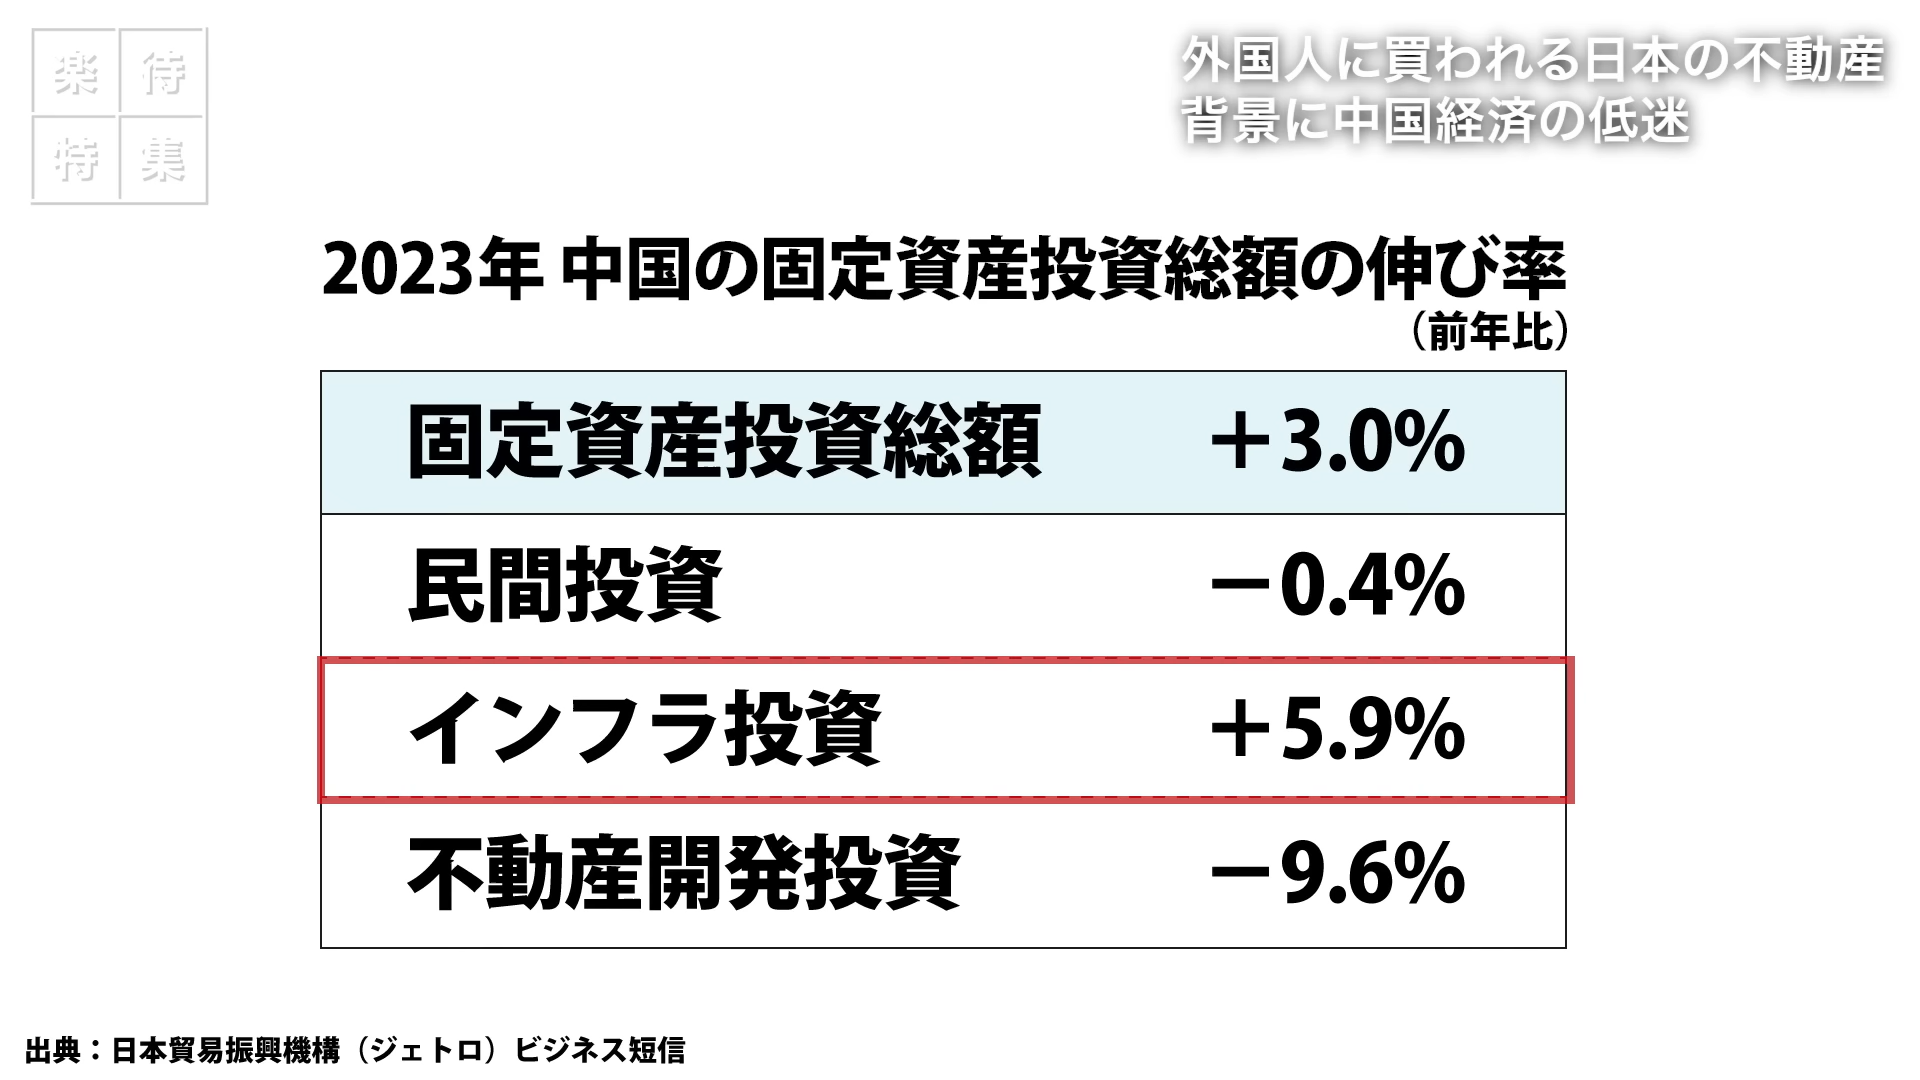 楽待
特集
外国人に買われる日本の不動産
背景に中国経済の低迷
2023年 中国の固定資産投資総額の伸び率
（前年比）
固定資産投資総額 ＋3.0%
民間投資 －0.4%
インフラ投資 ＋5.9%
不動産開発投資 －9.6%
出典：日本貿易振興機構（ジェトロ）ビジネス短信